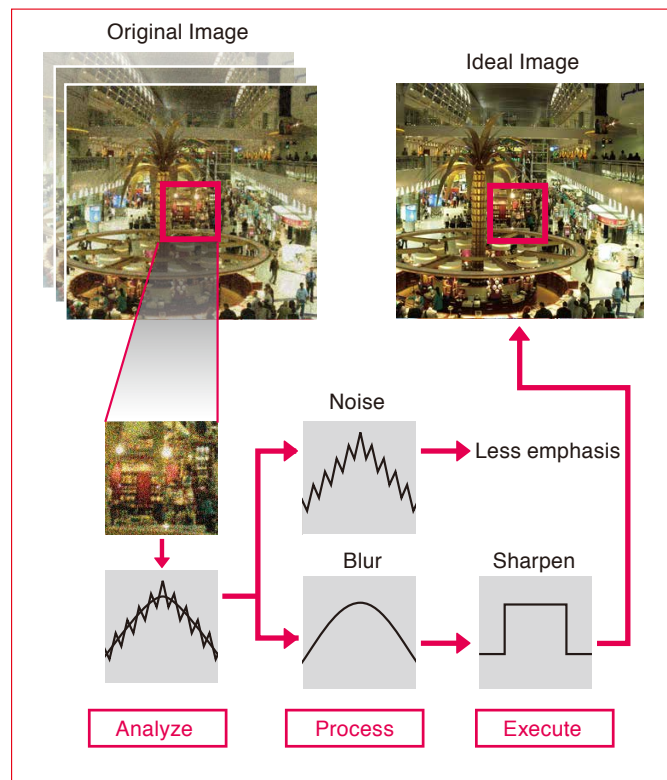 Original Image
Ideal Image
Noise
Less emphasis
Blur
Sharpen
Analyze
Process
Execute